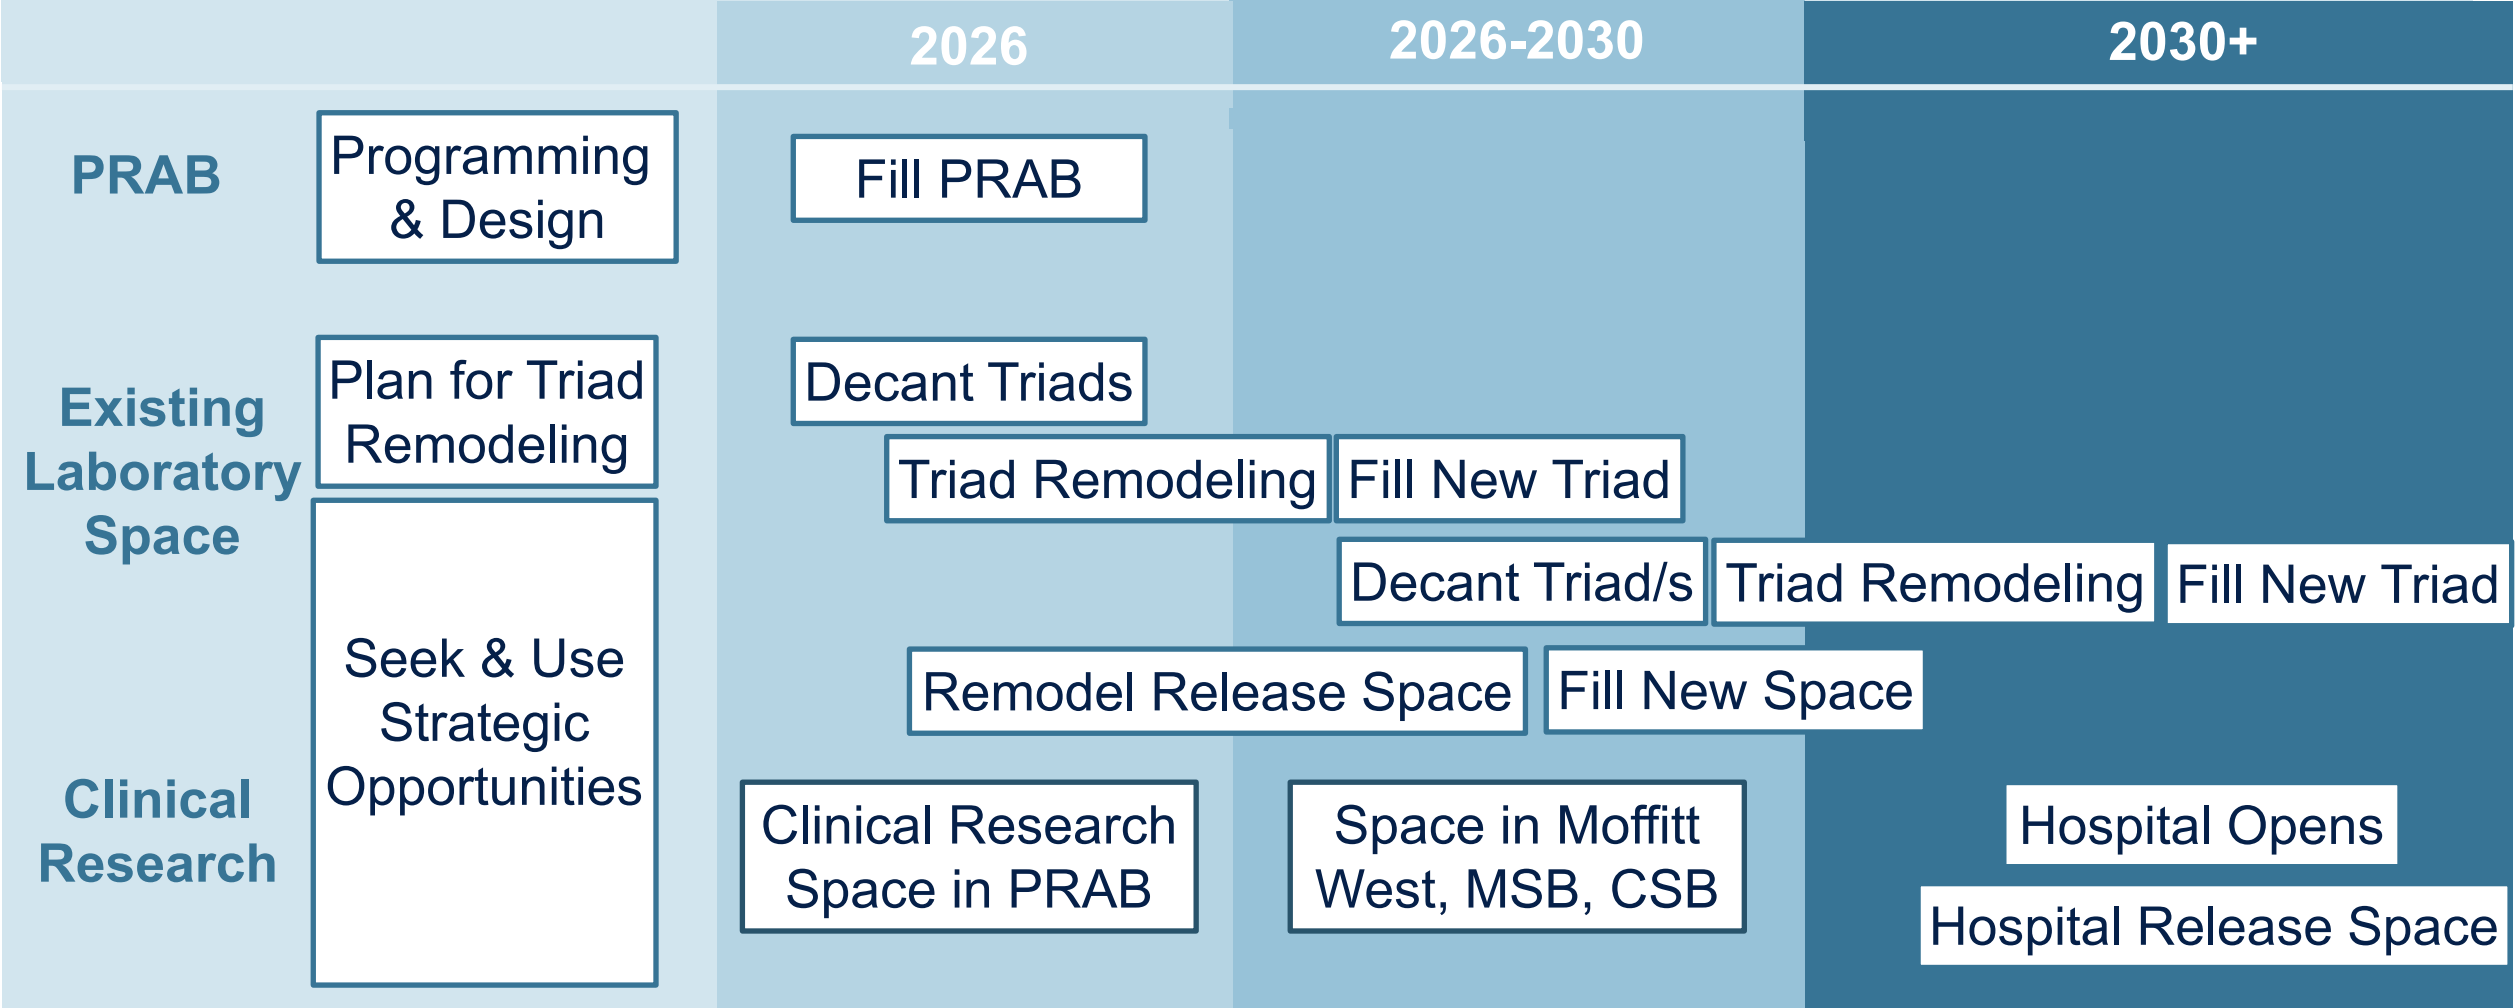 2026
2026-2030
2030+
PRAB
Programming
& Design
Fill PRAB
Existing
Laboratory
Space
Plan for Triad
Remodeling
Decant Triads
Triad Remodeling
Fill New Triad
Decant Triad/s
Triad Remodeling
Fill New Triad
Seek & Use
Strategic
Opportunities
Remodel Release Space
Fill New Space
Clinical
Research
Clinical Research
Space in PRAB
Space in Moffitt
West, MSB, CSB
Hospital Opens
Hospital Release Space